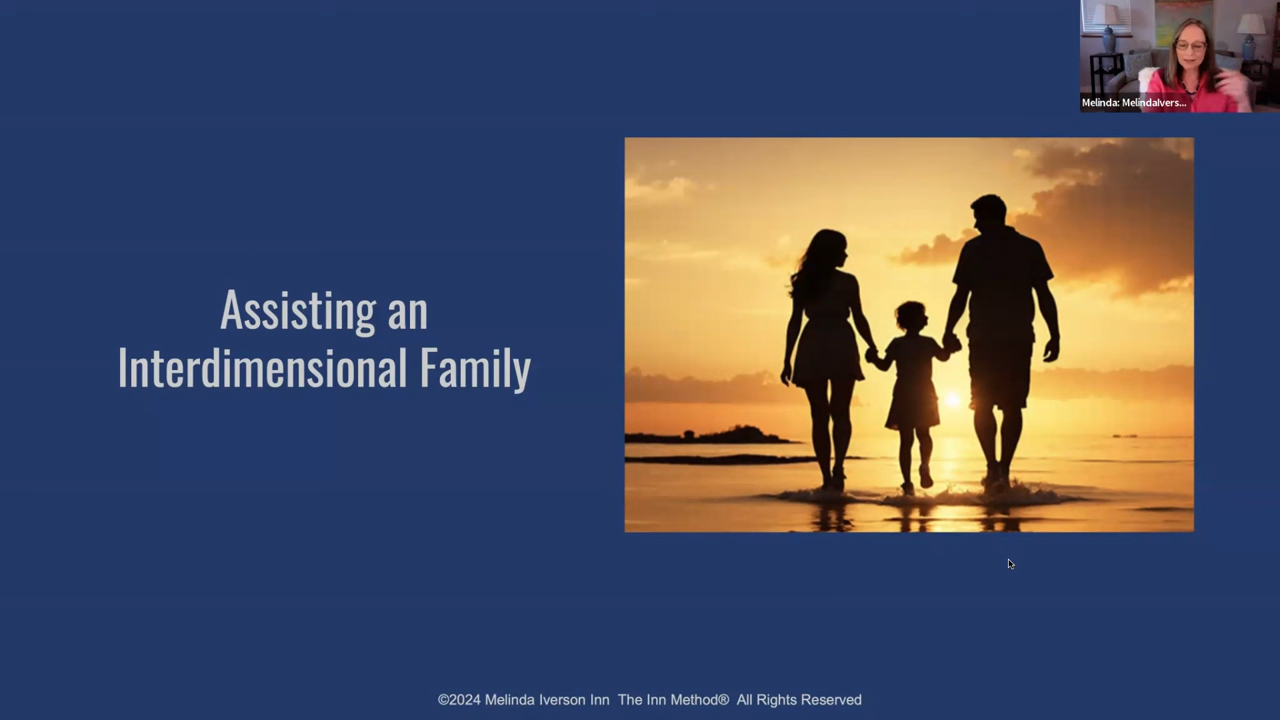 Melinda: MelindaIvers...
Assisting an
Interdimensional Family
©2024 Melinda Iverson Inn The Inn Method® All Rights Reserved